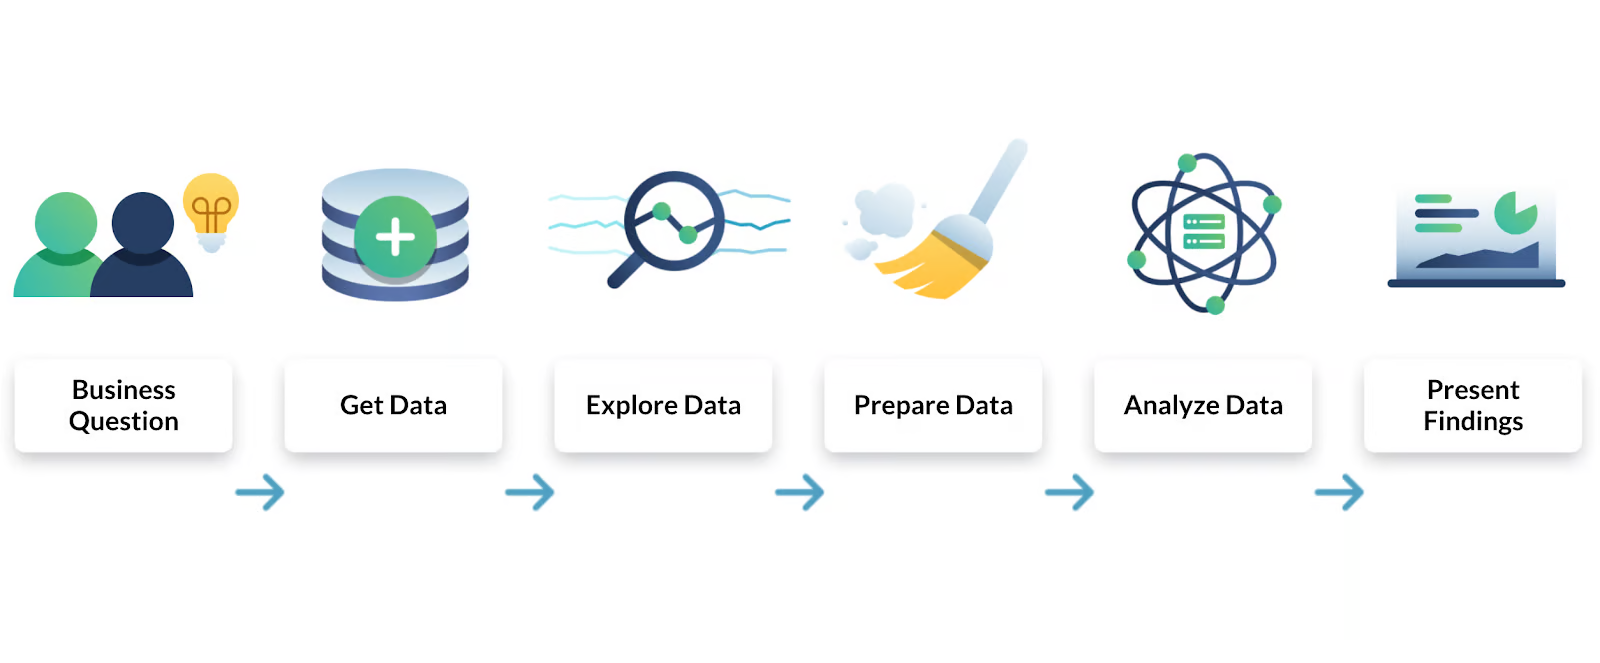 Business
Question
Get Data
Explore Data
Prepare Data
Analyze Data
Present
Findings